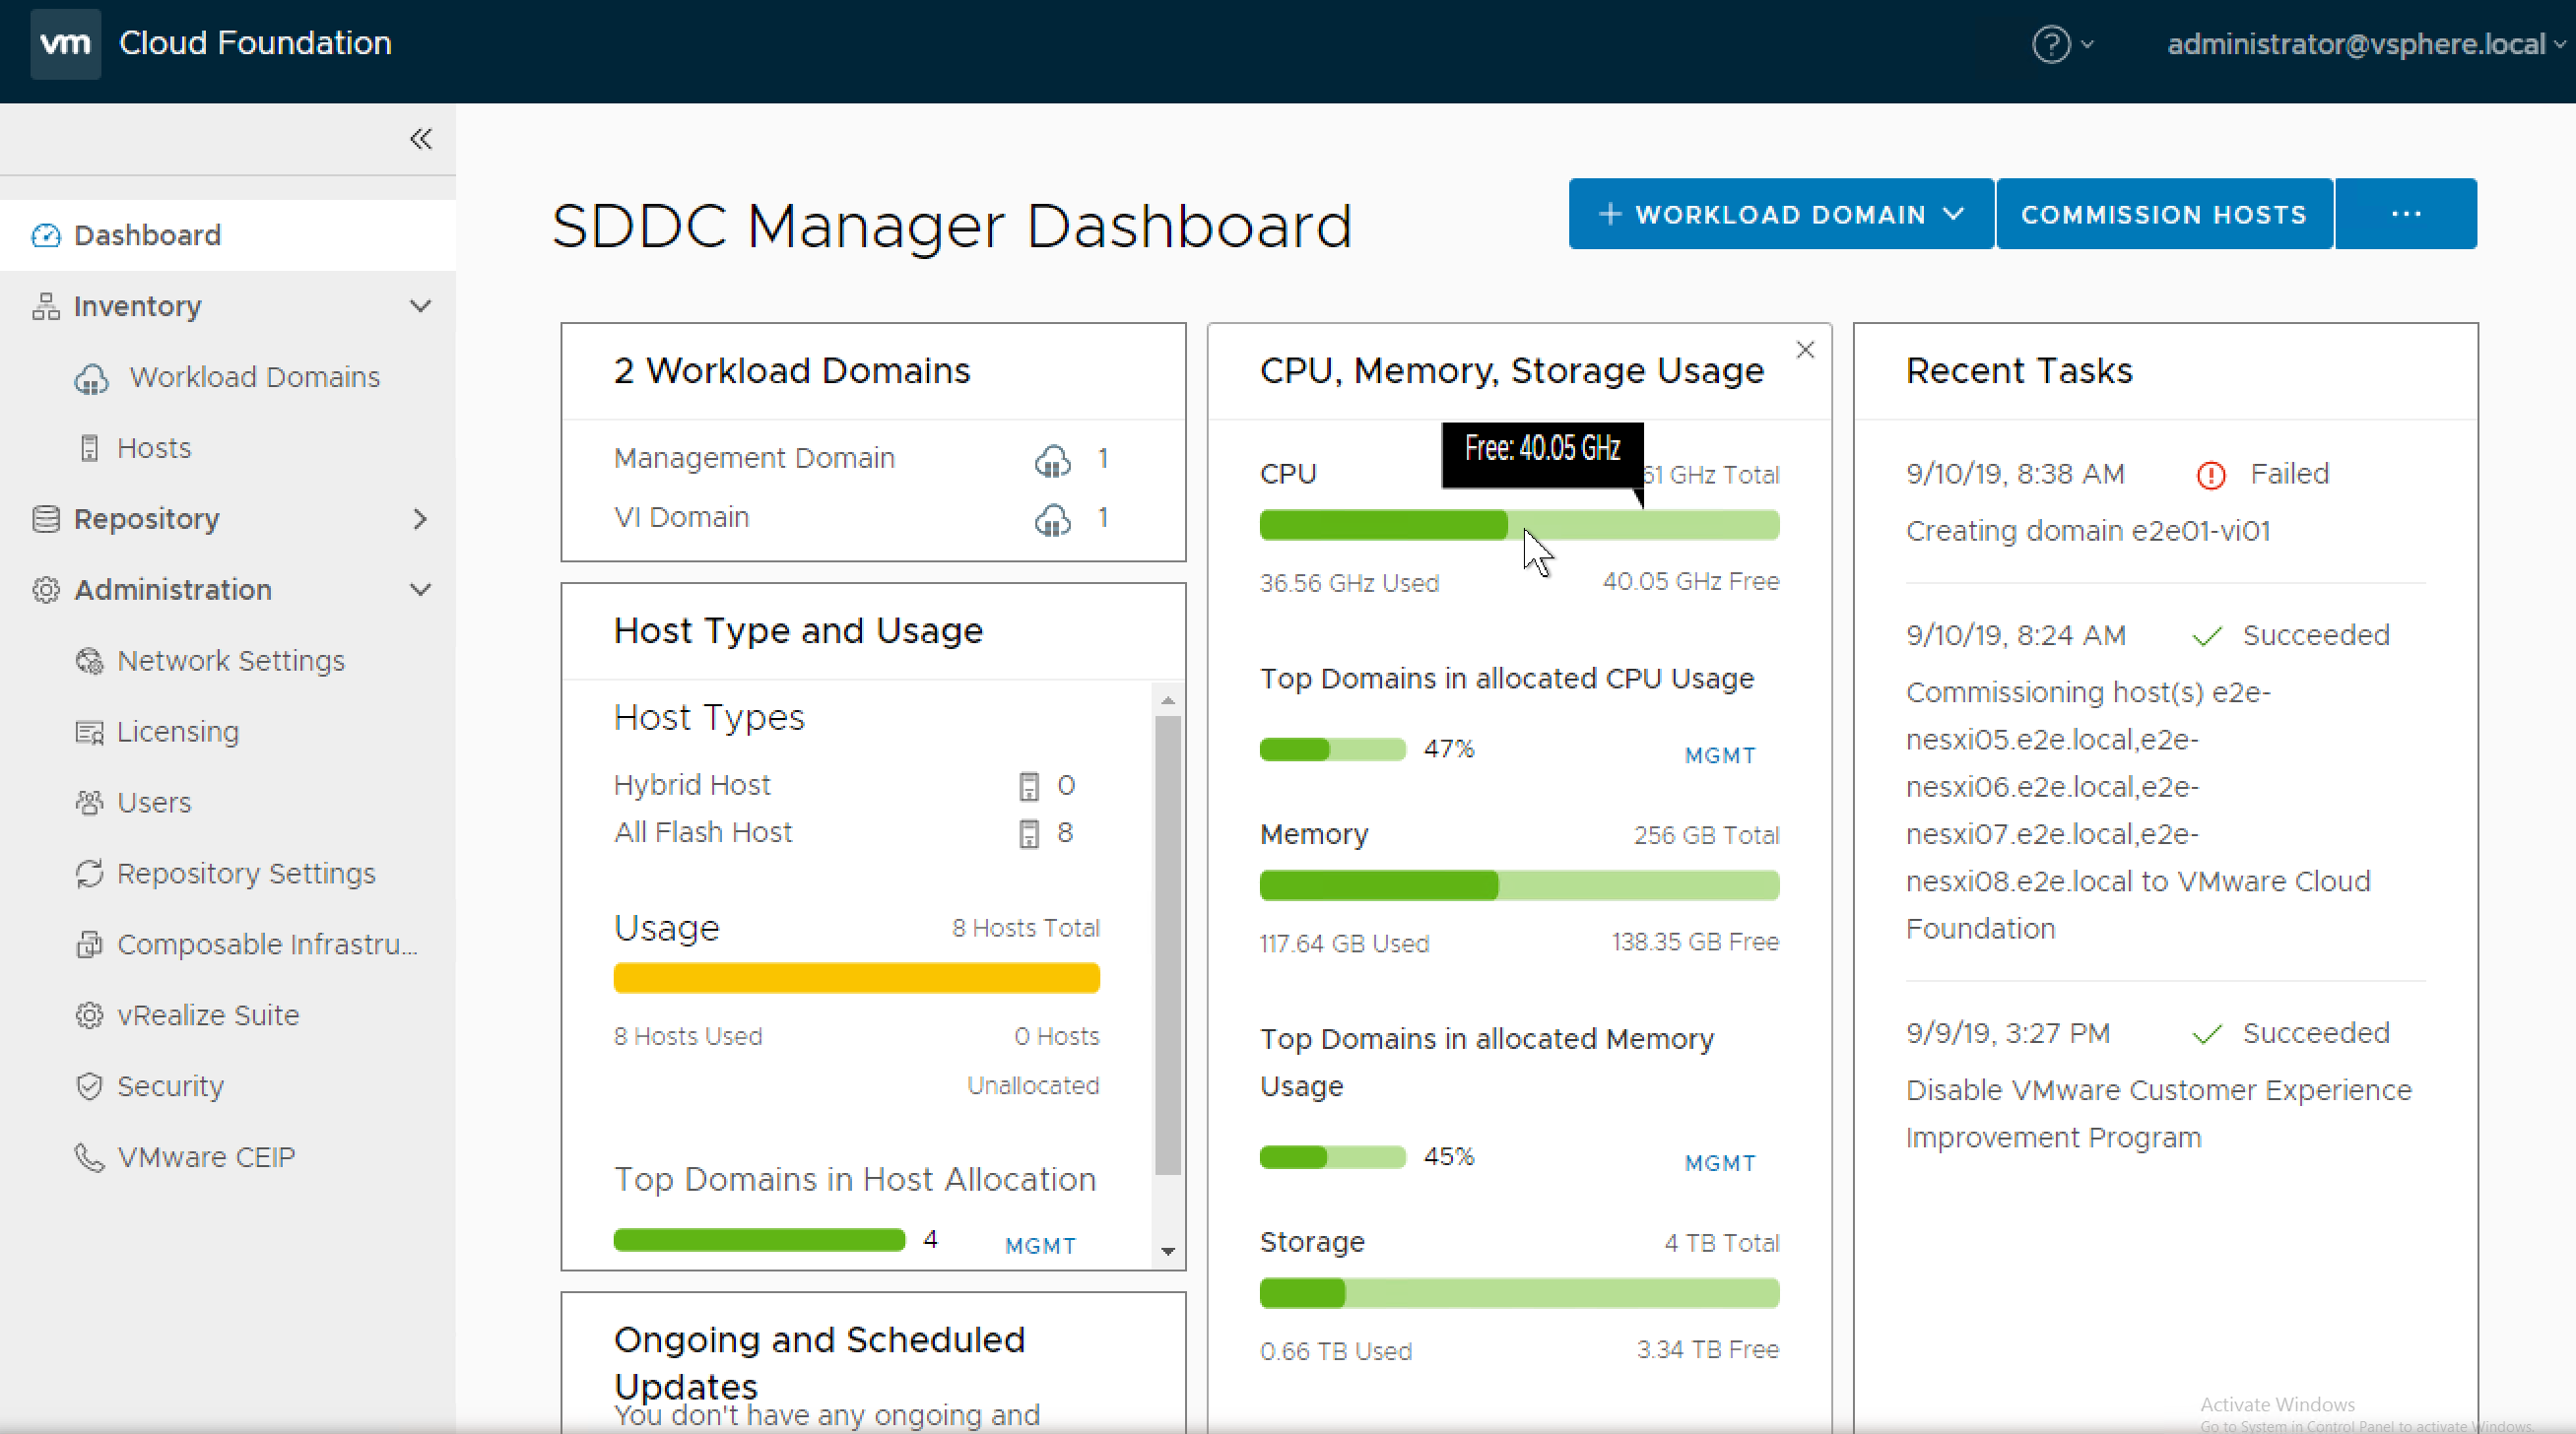 vm Cloud Foundation
administrator@vsphere.local
Dashboard
Inventory
Workload Domains
Hosts
Repository
Administration
Network Settings
Licensing
Users
Repository Settings
Composable Infrastru...
vRealize Suite
Security
VMware CEIP
SDDC Manager Dashboard
+ WORKLOAD DOMAIN
COMMISSION HOSTS
...
2 Workload Domains
Management Domain 1
VI Domain 1
Host Type and Usage
Host Types
Hybrid Host 0
All Flash Host 8
Usage 8 Hosts Total
8 Hosts Used 0 Hosts
Unallocated
Top Domains in Host Allocation
4 MGMT
Ongoing and Scheduled
Updates
You don't have any ongoing and
CPU, Memory, Storage Usage
Free: 40.05 GHz
CPU 61 GHz Total
36.56 GHz Used 40.05 GHz Free
Top Domains in allocated CPU Usage
47% MGMT
Memory 256 GB Total
117.64 GB Used 138.35 GB Free
Top Domains in allocated Memory
Usage
45% MGMT
Storage 4 TB Total
0.66 TB Used 3.34 TB Free
Recent Tasks
9/10/19, 8:38 AM Failed
Creating domain e2e01-vi01
9/10/19, 8:24 AM Succeeded
Commissioning host(s) e2e-
nesxi05.e2e.local,e2e-
nesxi06.e2e.local,e2e-
nesxi07.e2e.local,e2e-
nesxi08.e2e.local to VMware Cloud
Foundation
9/9/19, 3:27 PM Succeeded
Disable VMware Customer Experience
Improvement Program
Activate Windows
Go to System in Control Panel to activate Windows.